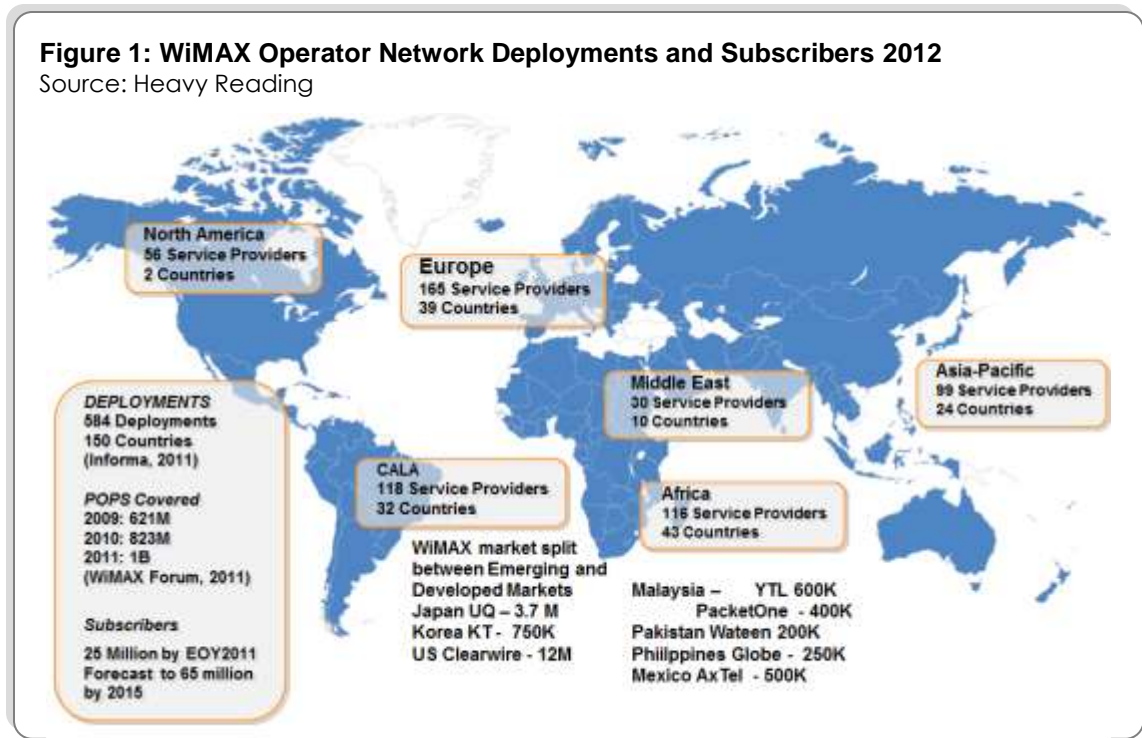 Figure 1: WiMAX Operator Network Deployments and Subscribers 2012
Source: Heavy Reading
North America
56 Service Providers
2 Countries
Europe
165 Service Providers
39 Countries
Middle East
30 Service Providers
10 Countries
Asia-Pacific
99 Service Providers
24 Countries
DEPLOYMENTS
584 Deployments
150 Countries
(Informa, 2011)
POPS Covered
2009: 621M
2010: 823M
2011: 1B
(WiMAX Forum, 2011)
Subscribers
25 Million by EOY2011
Forecast to 65 million
by 2015
CALA
118 Service Providers
32 Countries
Africa
116 Service Providers
43 Countries
WiMAX market split
between Emerging and
Developed Markets
Japan UQ – 3.7 M
Korea KT - 750K
US Clearwire - 12M
Malaysia – YTL 600K
PacketOne - 400K
Pakistan Wateen 200K
Philippines Globe - 250K
Mexico AxTel - 500K